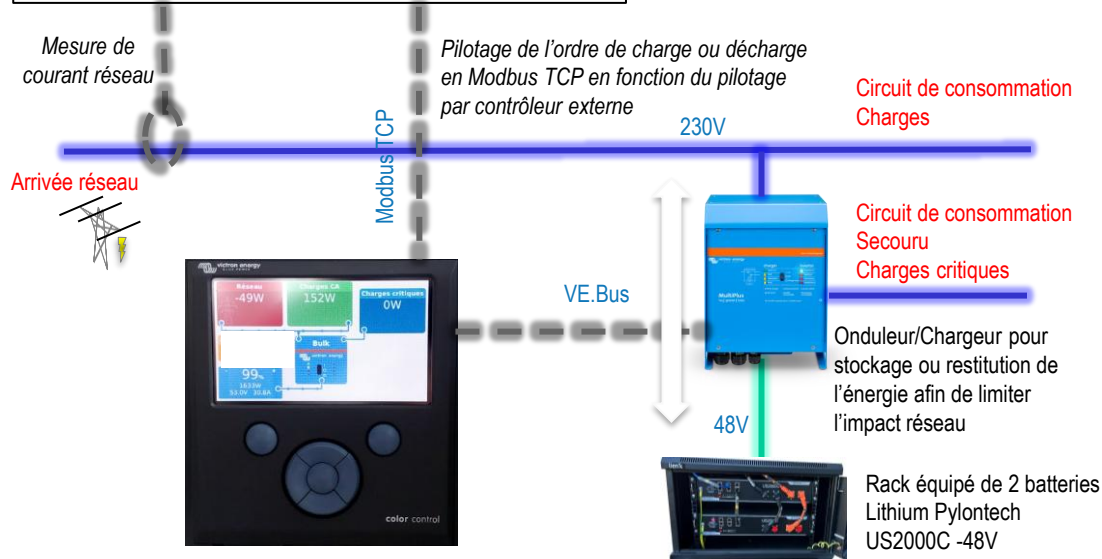 Mesure de
courant réseau
Pilotage de l'ordre de charge ou décharge
en Modbus TCP en fonction du pilotage
par contrôleur externe
Circuit de consommation
Charges
230V
Modbus TCP
Arrivée réseau
Circuit de consommation
Secouru
Charges critiques
victron energy
BLUE POWER
Réseau
-49W
Charges CA
152W
Charges critiques
0W
Bulk
victron energy
99%
1633W
53.0V 30.8A
color control
VE.Bus
MultiPlus
Onduleur/Chargeur pour
stockage ou restitution de
l'énergie afin de limiter
l'impact réseau
48V
Rack équipé de 2 batteries
Lithium Pylontech
US2000C -48V